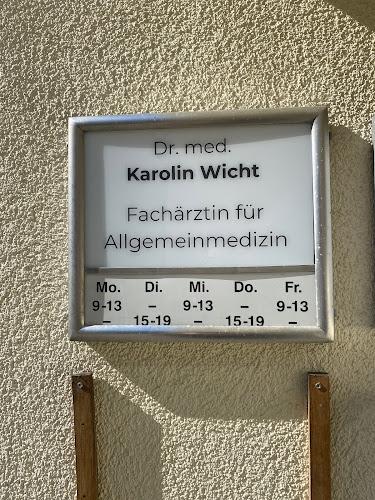 Dr. med.
Karolin Wicht
Fachärztin für
Allgemeinmedizin
Mo. Di. Mi. Do. Fr.
9-13 – 9-13 – 9-13
– 15-19 – 15-19 –